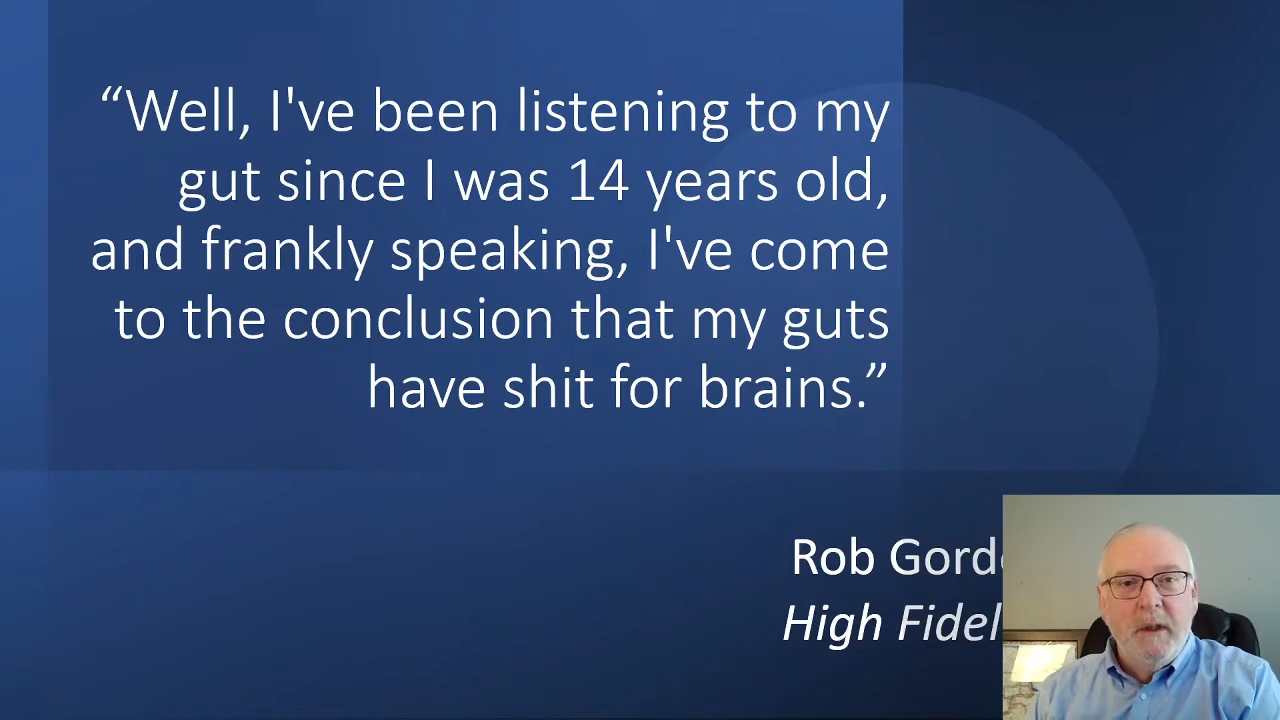 “Well, I've been listening to my
gut since I was 14 years old,
and frankly speaking, I've come
to the conclusion that my guts
have shit for brains.”
Rob Gord
High Fidel